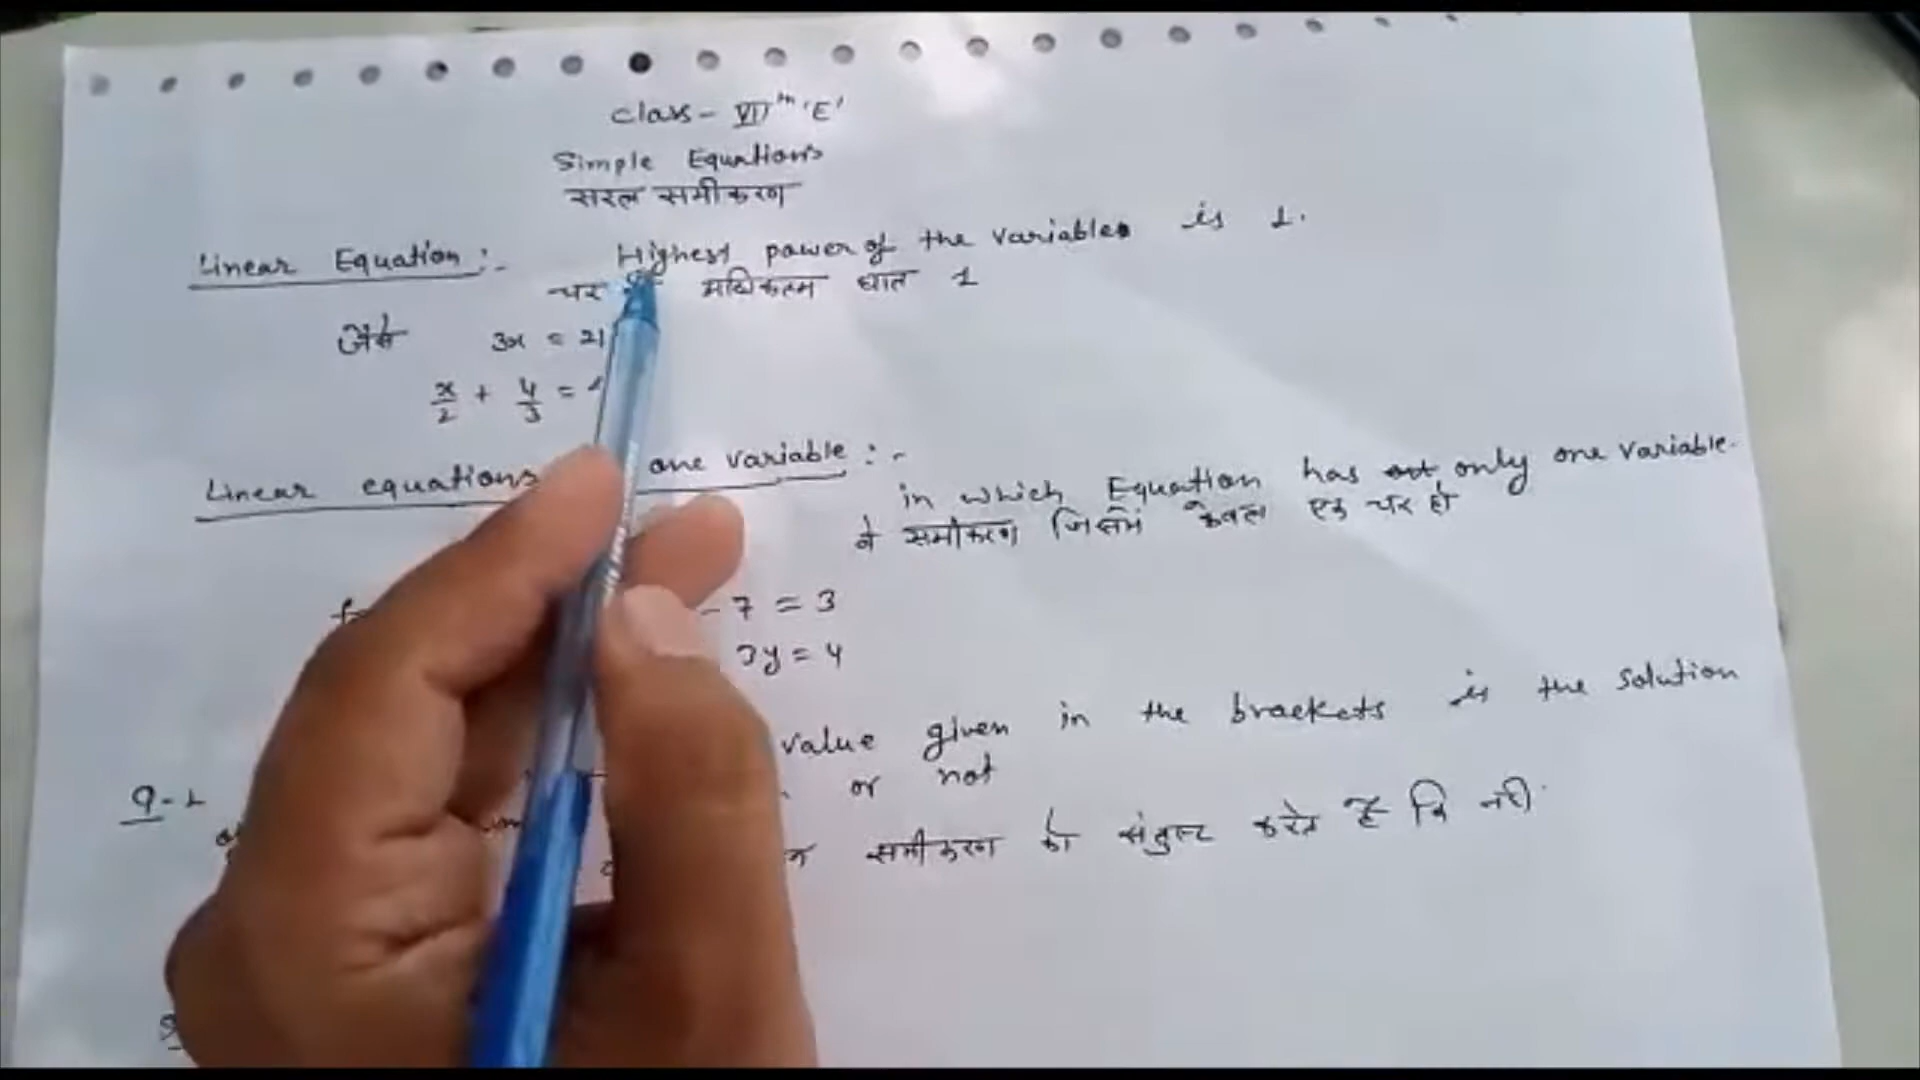 Class - VIIth 'E'
Simple Equations
सरल समीकरण
Linear Equation :- Highest power of the variable is 1.
चर अधिकतम घात 1
जैसे 3x = 21
x/2 + 4/3 =
Linear equations one variable :-
in which Equation has only one variable.
वे समीकरण जिसमें केवल एक चर हो
- 7 = 3
3y = 4
Q-1 value given in the brackets is the solution
or not
समीकरण को संतुष्ट करते है कि नही.